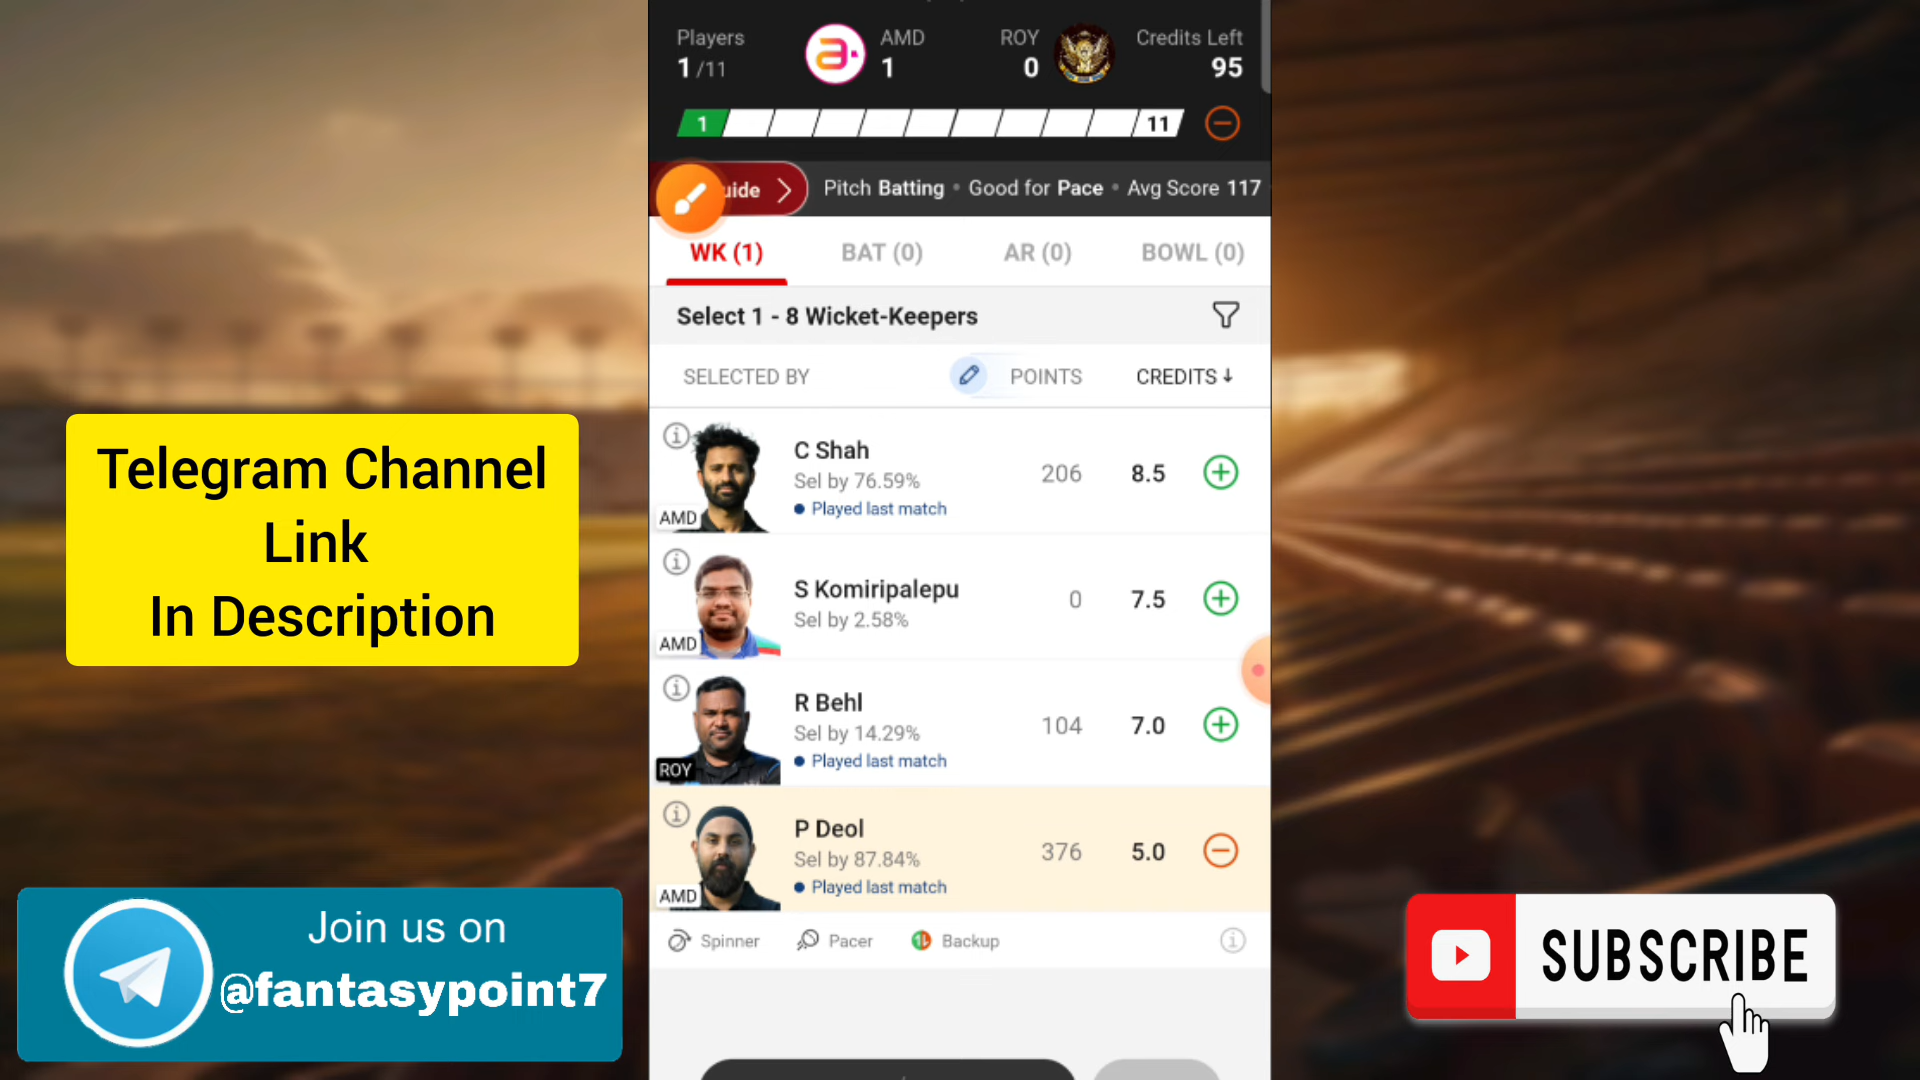 Players
1 /11
AMD
1
ROY
0
Credits Left
95
1
11
uide
Pitch Batting • Good for Pace • Avg Score 117
WK (1)
BAT (0)
AR (0)
BOWL (0)
Select 1 - 8 Wicket-Keepers
SELECTED BY
POINTS
CREDITS↓
C Shah
Sel by 76.59%
Played last match
AMD
206
8.5
S Komiripalepu
Sel by 2.58%
AMD
0
7.5
R Behl
Sel by 14.29%
Played last match
ROY
104
7.0
P Deol
Sel by 87.84%
Played last match
AMD
376
5.0
Spinner
Pacer
Backup
Telegram Channel
Link
In Description
Join us on
@fantasypoint7
SUBSCRIBE